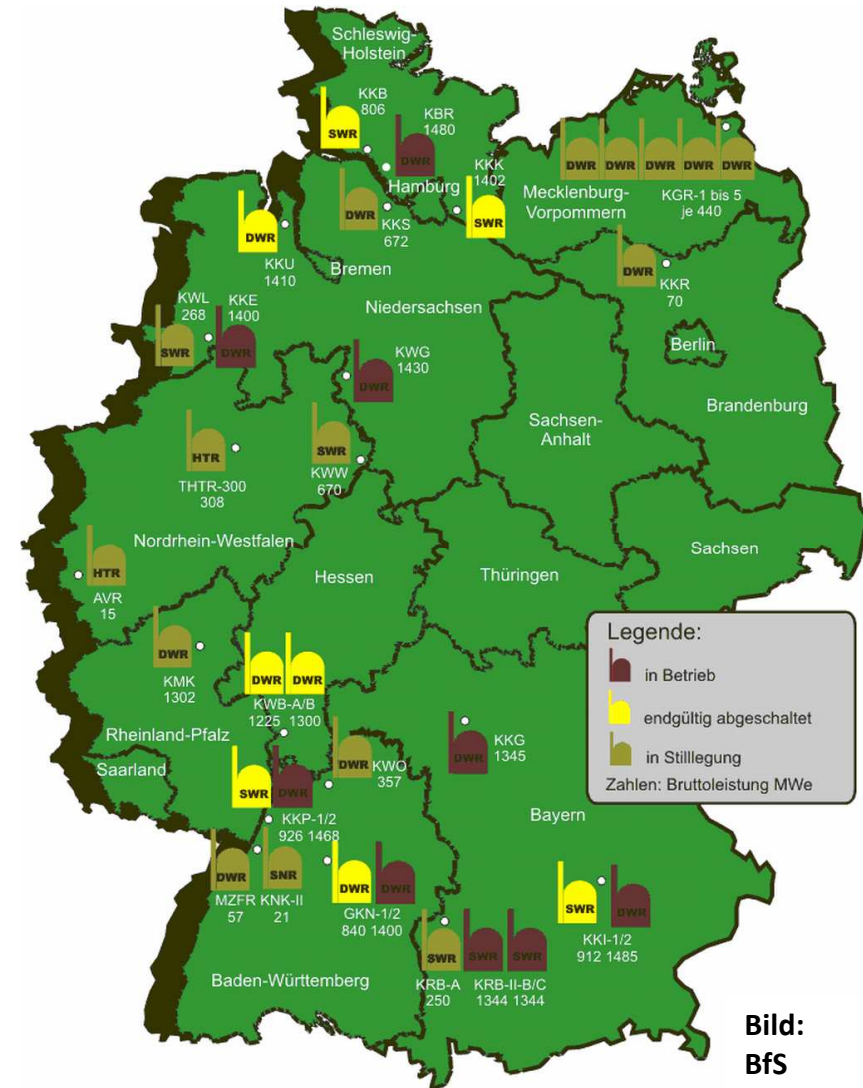 Schleswig-
Holstein
KKB
806
SWR
KBR
1480
DWR
Hamburg
KKK
1402
SWR
Mecklenburg-
Vorpommern
DWR DWR DWR DWR DWR
KGR-1 bis 5
je 440
DWR
KKS
672
DWR
KKU
1410
Bremen
DWR
KKR
70
KWL
268
SWR
KKE
1400
DWR
Niedersachsen
KWG
1430
DWR
Berlin
Brandenburg
Sachsen-
Anhalt
HTR
THTR-300
308
SWR
KWW
670
Nordrhein-Westfalen
HTR
AVR
15
Hessen
Thüringen
Sachsen
DWR
KMK
1302
DWR DWR
KWB-A/B
1225 1300
Rheinland-Pfalz
Saarland
DWR
KWO
357
DWR
KKG
1345
Legende:
in Betrieb
endgültig abgeschaltet
in Stilllegung
Zahlen: Bruttoleistung MWe
SWR DWR
KKP-1/2
926 1468
Bayern
DWR
MZFR
57
SNR
KNK-II
21
DWR DWR
GKN-1/2
840 1400
SWR DWR
KKI-1/2
912 1485
SWR
KRB-A
250
SWR SWR
KRB-II-B/C
1344 1344
Baden-Württemberg
Bild:
BfS